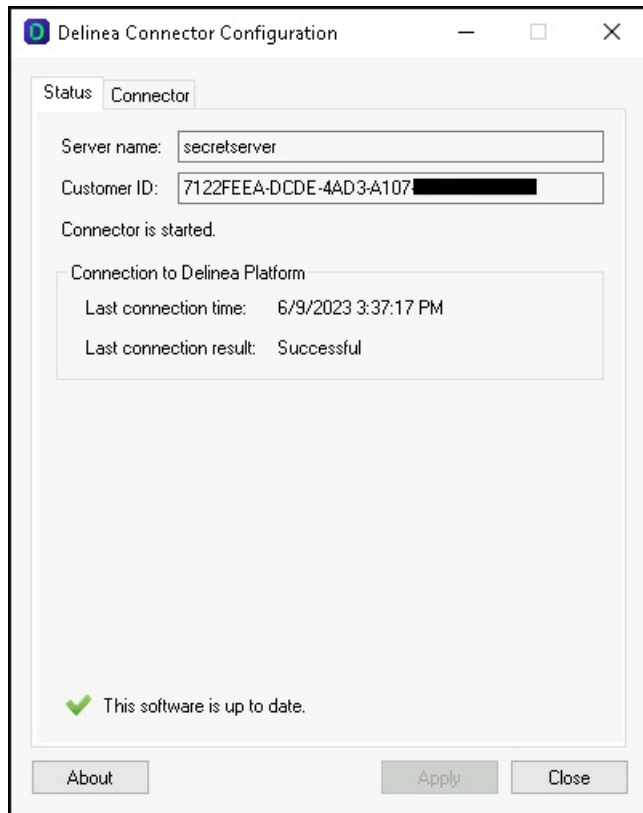 Delinea Connector Configuration
Status Connector
Server name: secretserver
Customer ID: 7122FEEA-DCDE-4AD3-A107-
Connector is started.
Connection to Delinea Platform
Last connection time: 6/9/2023 3:37:17 PM
Last connection result: Successful
This software is up to date.
About Apply Close